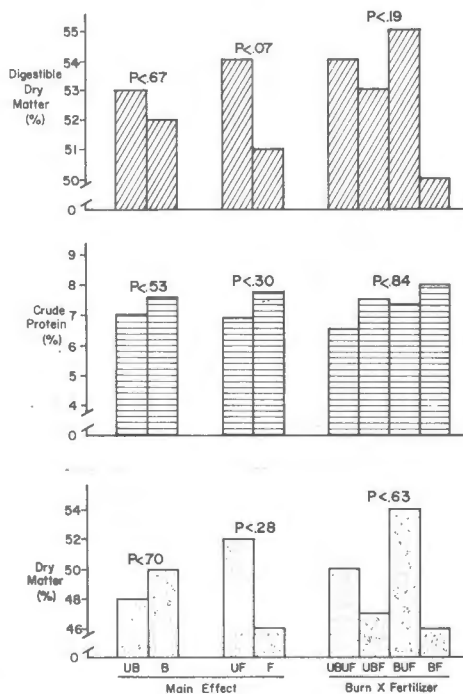 P<.19
P<.07
P<.67
Digestible
Dry
Matter
(%)
55
54
53
52
51
50
0
P<.53
P<.30
P<.84
Crude
Protein
(%)
9
8
7
6
5
4
0
P<.63
P<.28
P<70
Dry
Matter
(%)
54
52
50
48
46
0
UB B UF F UBUF UBF BUF BF
Main Effect Burn X Fertilizer